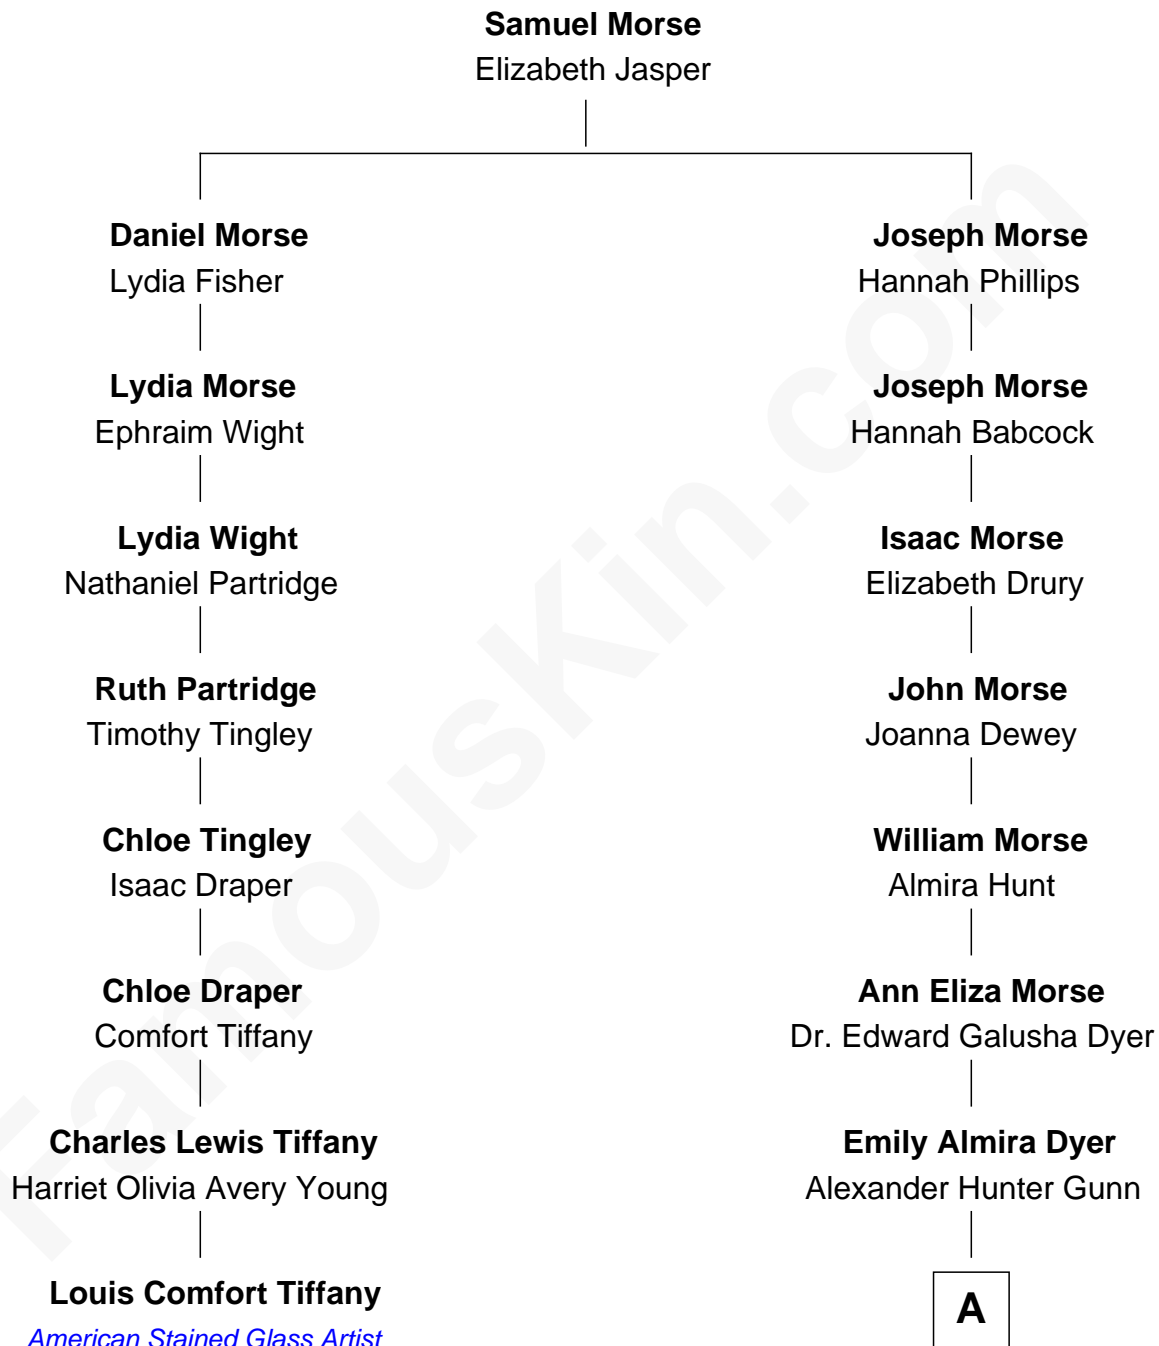 Samuel Morse
Elizabeth Jasper
Daniel Morse
Lydia Fisher
Joseph Morse
Hannah Phillips
Lydia Morse
Ephraim Wight
Joseph Morse
Hannah Babcock
Lydia Wight
Nathaniel Partridge
Isaac Morse
Elizabeth Drury
Ruth Partridge
Timothy Tingley
John Morse
Joanna Dewey
Chloe Tingley
Isaac Draper
William Morse
Almira Hunt
Chloe Draper
Comfort Tiffany
Ann Eliza Morse
Dr. Edward Galusha Dyer
Charles Lewis Tiffany
Harriet Olivia Avery Young
Emily Almira Dyer
Alexander Hunter Gunn
Louis Comfort Tiffany
American Stained Glass Artist
A
FamousKin.com